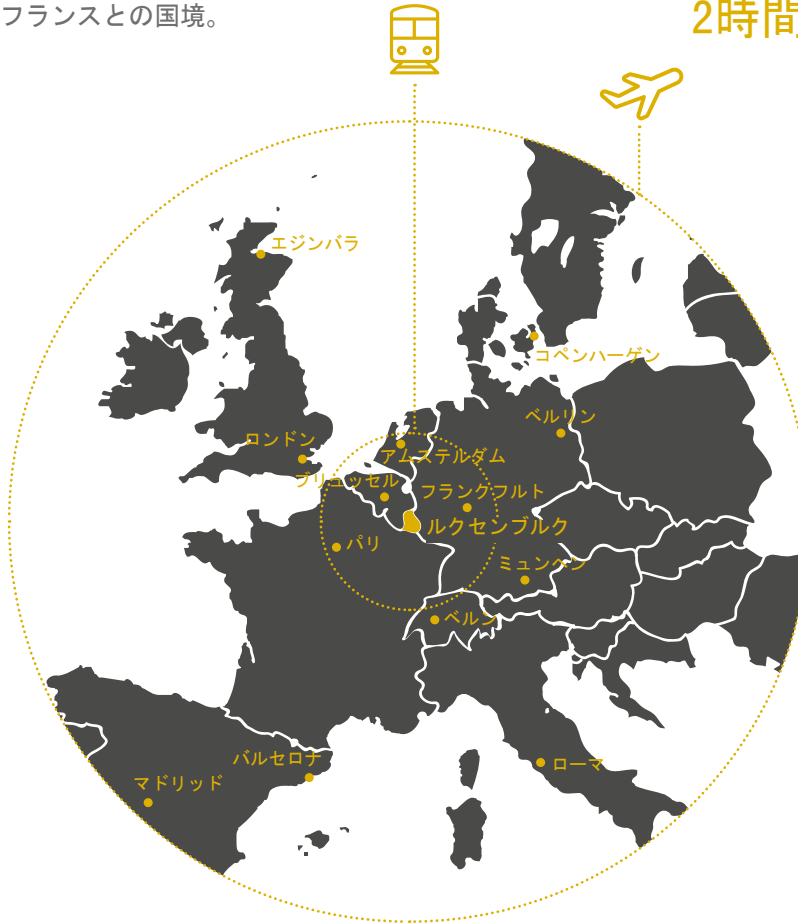 フランスとの国境。
2時間
エジンバラ
コペンハーゲン
ベルリン
ロンドン
アムステルダム
ブリュッセル
フランクフルト
ルクセンブルク
パリ
ミュンヘン
ベルン
バルセロナ
ローマ
マドリッド